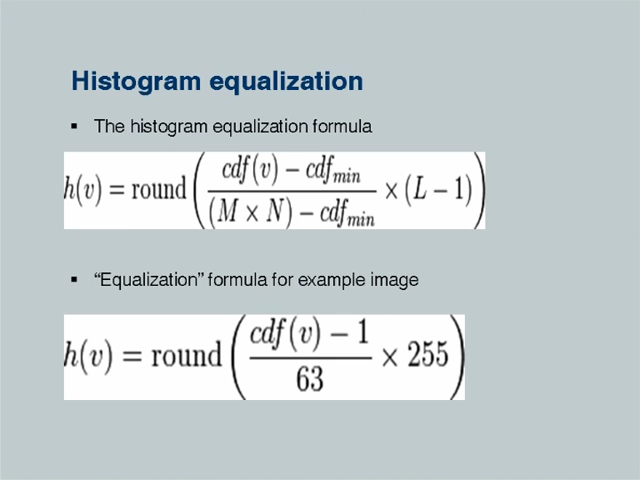 Histogram equalization
▪ The histogram equalization formula
h(v) = round( (cdf(v) − cdf_min) / ((M × N) − cdf_min) × (L − 1) )
▪ “Equalization” formula for example image
h(v) = round( (cdf(v) − 1) / 63 × 255 )